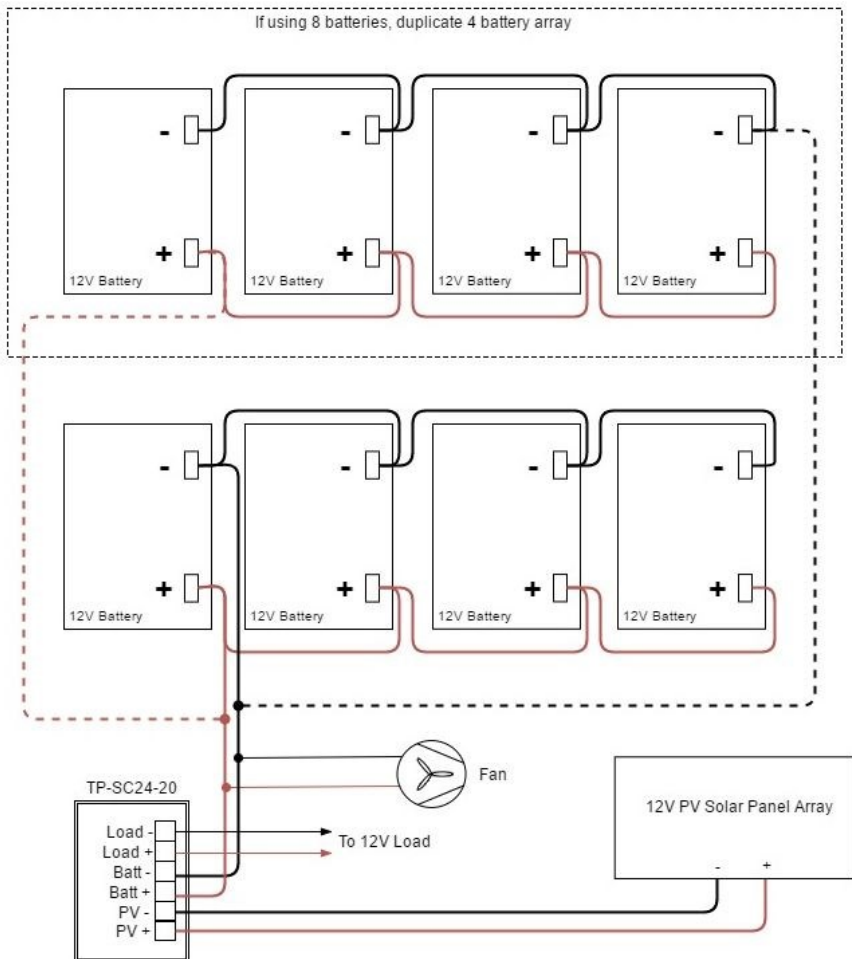 If using 8 batteries, duplicate 4 battery array
- - - -
+ + + +
12V Battery 12V Battery 12V Battery 12V Battery
- - - -
+ + + +
12V Battery 12V Battery 12V Battery 12V Battery
Fan
TP-SC24-20
12V PV Solar Panel Array
- +
Load -
Load +
To 12V Load
Batt -
Batt +
PV -
PV +